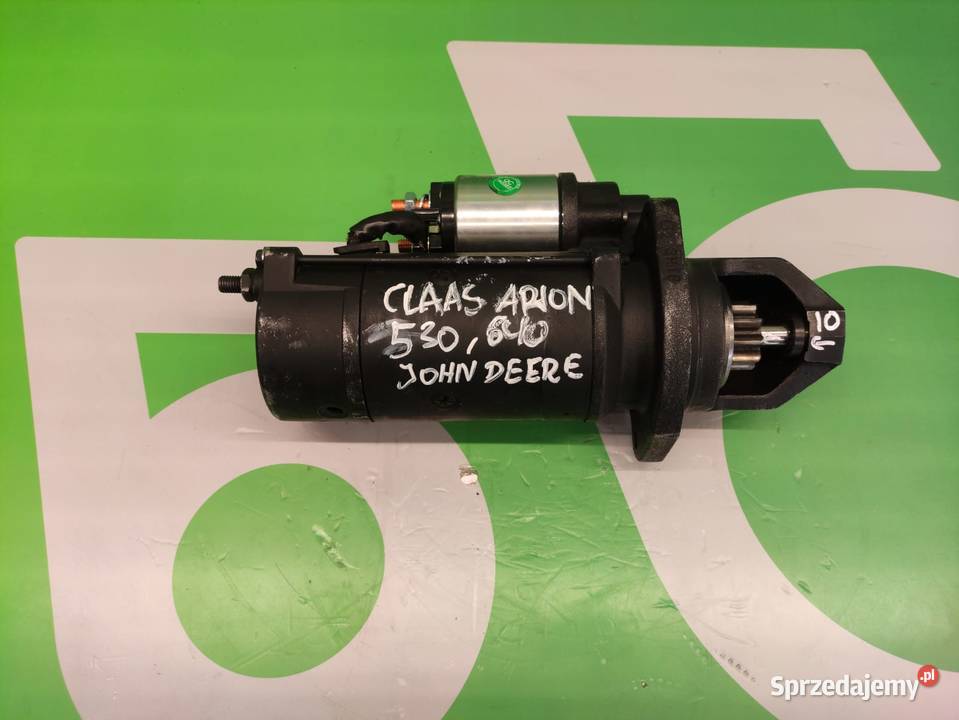 CLAAS ARION
530, 640
JOHN DEERE
10
Sprzedajemy.pl